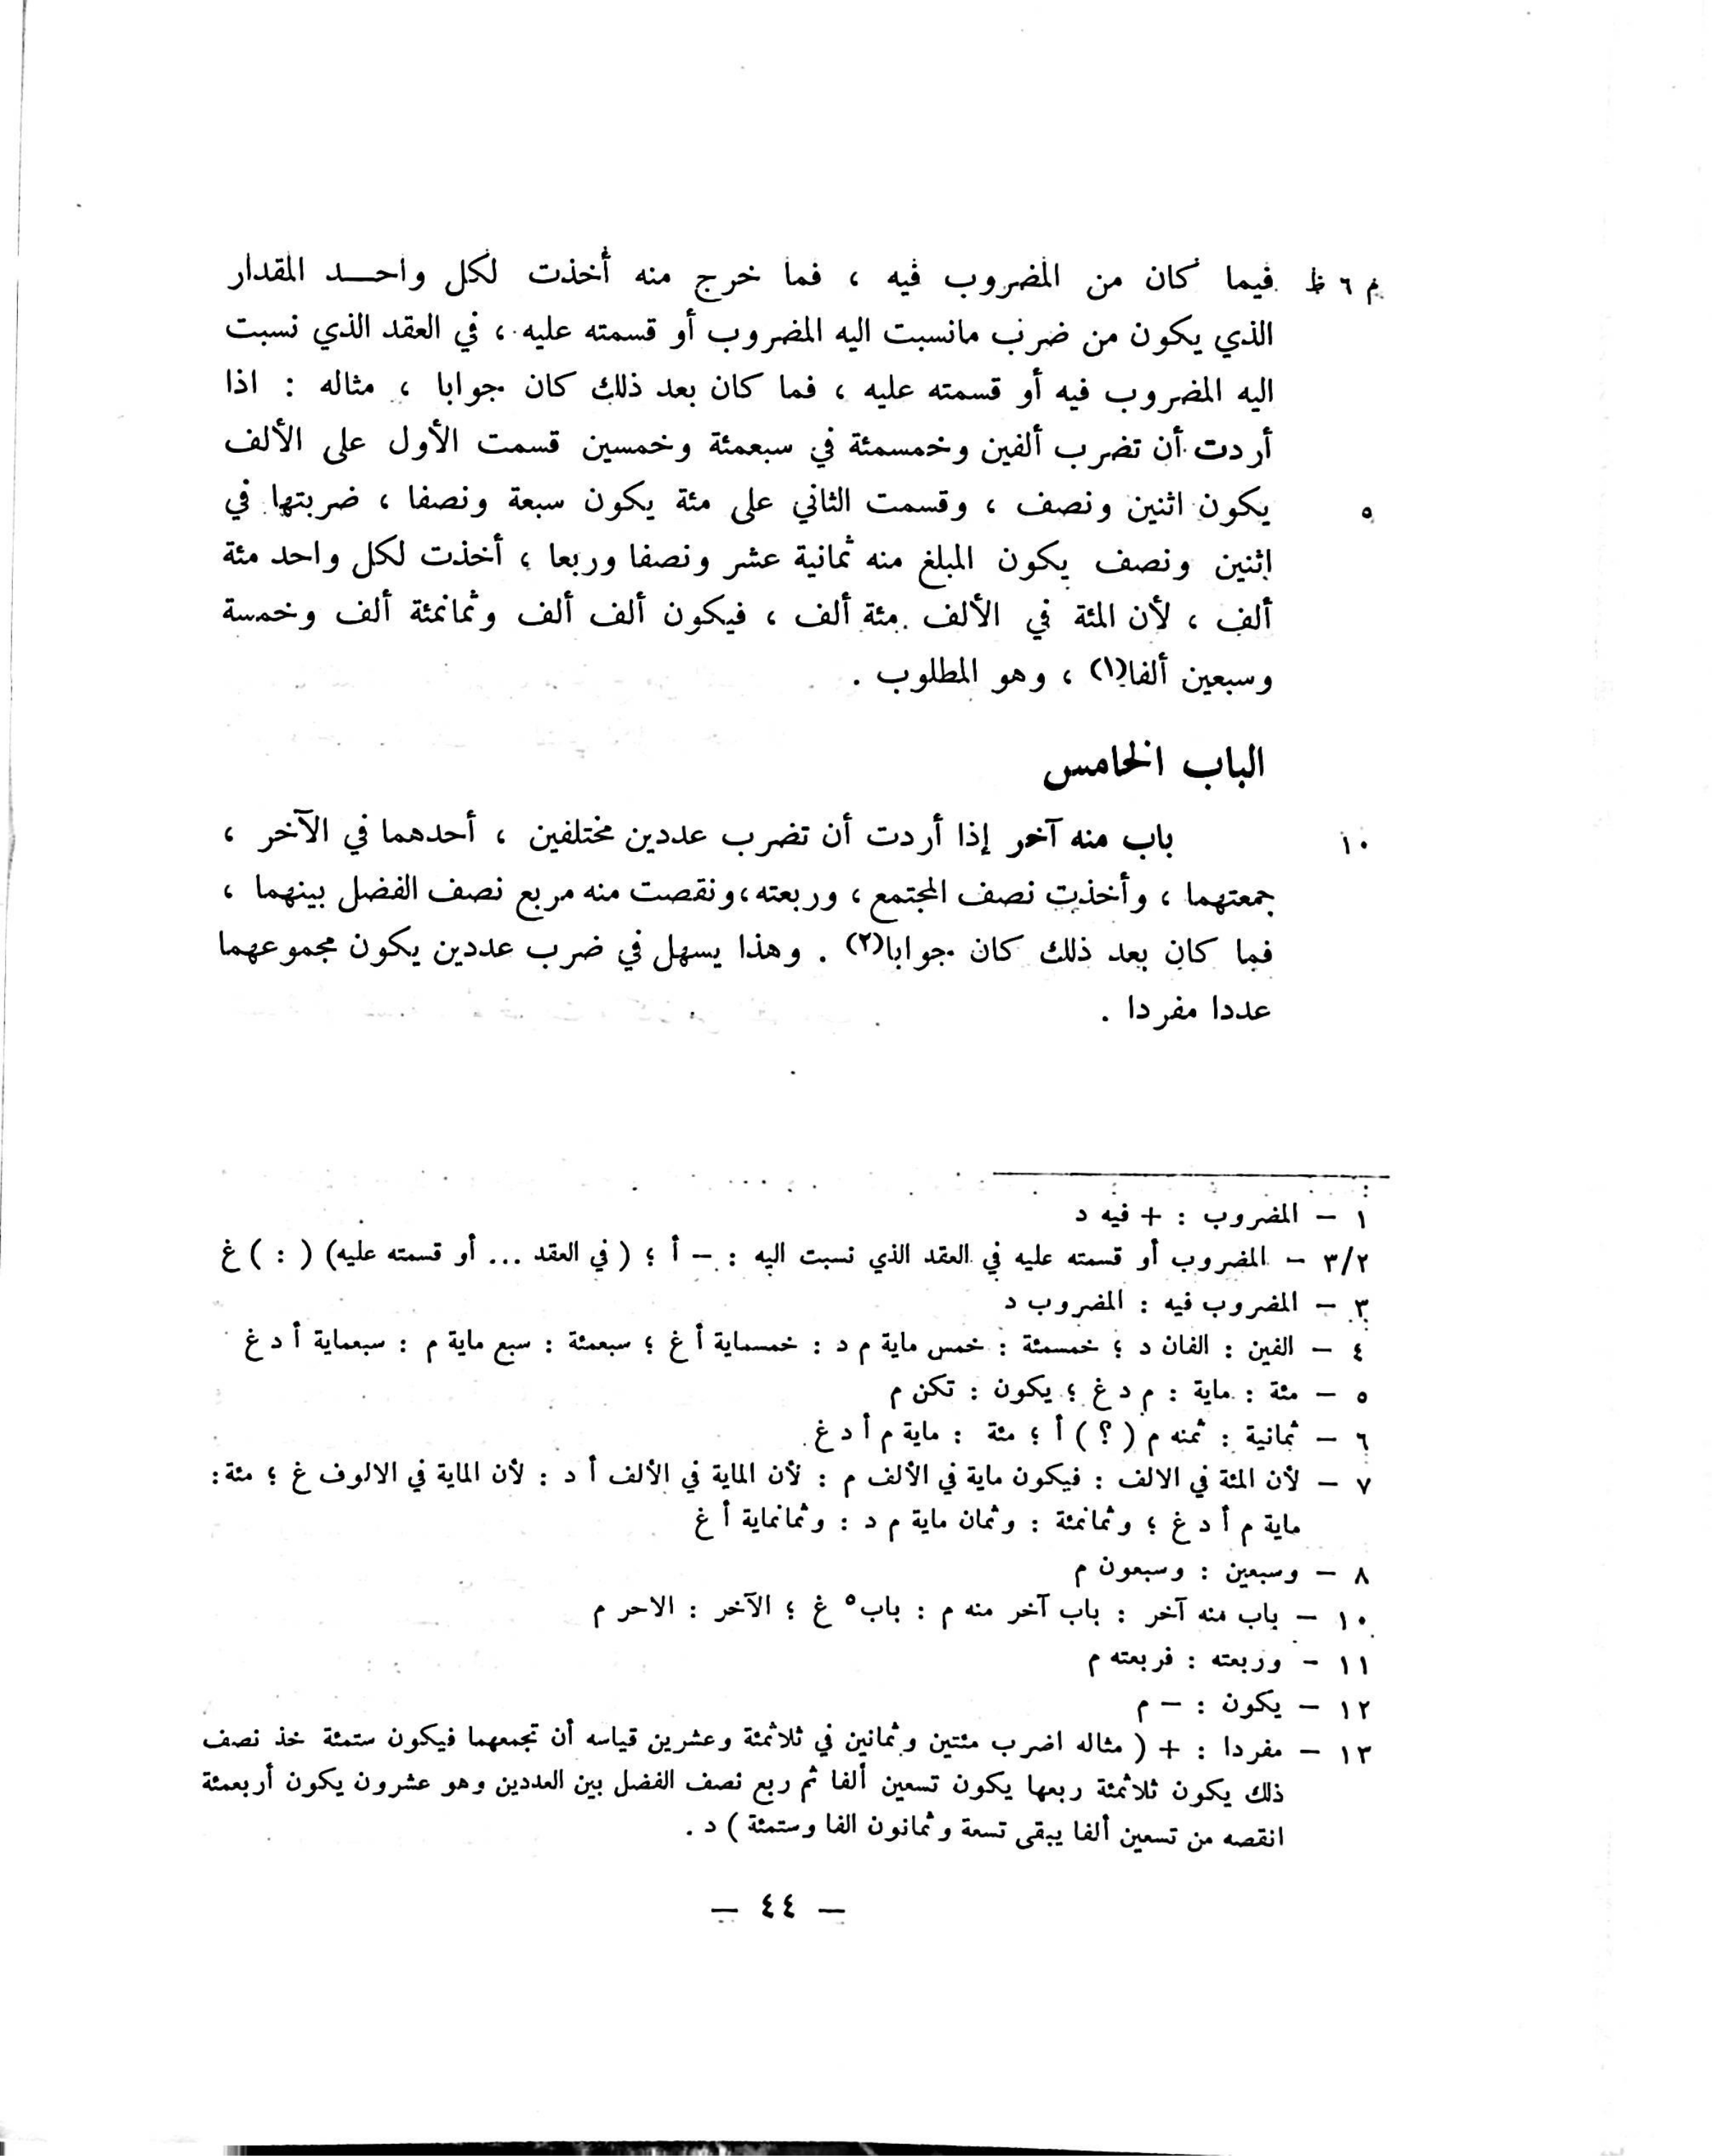 م ٦ ظ فيما كان من المضروب فيه ، فما خرج منه أخذت لكل واحـــد المقدار
الذي يكون من ضرب مانسبت اليه المضروب أو قسمته عليه ، في العقد الذي نسبت
اليه المضروب فيه أو قسمته عليه ، فما كان بعد ذلك كان جوابا ، مثاله : اذا
أردت أن تضرب ألفين وخمسمئة في سبعمئة وخمسين قسمت الأول على الألف
٥ يكون اثنين ونصف ، وقسمت الثاني على مئة يكون سبعة ونصفا ، ضربتها في
اثنين ونصف يكون المبلغ منه ثمانية عشر ونصفا وربعا ، أخذت لكل واحد مئة
ألف ، لأن المئة في الألف مئة ألف ، فيكون ألف ألف وثمانمئة ألف وخمسة
وسبعين ألفا(١) ، وهو المطلوب .
الباب الخامس
١٠ باب منه آخر إذا أردت أن تضرب عددين مختلفين ، أحدهما في الآخر ،
جمعتهما ، وأخذت نصف المجتمع ، وربعته ، ونقصت منه مربع نصف الفضل بينهما ،
فما كان بعد ذلك كان جوابا(٢) . وهذا يسهل في ضرب عددين يكون مجموعهما
عددا مفردا .
١ – المضروب : + فيه د
٣/٢ – المضروب أو قسمته عليه في العقد الذي نسبت اليه : – أ ؛ ( في العقد ... أو قسمته عليه) ( : ) غ
٣ – المضروب فيه : المضروب د
٤ – الفين : الفان د ؛ خمسمئة : خمس ماية م د : خمسماية أ غ ؛ سبعمئة : سبع ماية م : سبعماية أ د غ
٥ – مئة : ماية : م د غ ؛ يكون : تكن م
٦ – ثمانية : ثمنه م ( ؟ ) أ ؛ مئة : ماية م أ د غ
٧ – لأن المئة في الالف : فيكون ماية في الألف م : لأن الماية في الألف أ د : لأن الماية في الالوف غ ؛ مئة :
ماية م أ د غ ؛ وثمانمئة : وثمان ماية م د : وثمانماية أ غ
٨ – وسبعين : وسبعون م
١٠ – باب منه آخر : باب آخر منه م : باب ٥ غ ؛ الآخر : الاحر م
١١ – وربعته : فربعته م
١٢ – يكون : – م
١٣ – مفردا : + ( مثاله اضرب مئتين وثمانين في ثلاثمئة وعشرين قياسه أن تجمعهما فيكون ستمئة خذ نصف
ذلك يكون ثلاثمئة ربعها يكون تسعين ألفا ثم ربع نصف الفضل بين العددين وهو عشرون يكون أربعمئة
انقصه من تسعين ألفا يبقى تسعة وثمانون الفا وستمئة ) د .
– ٤٤ –